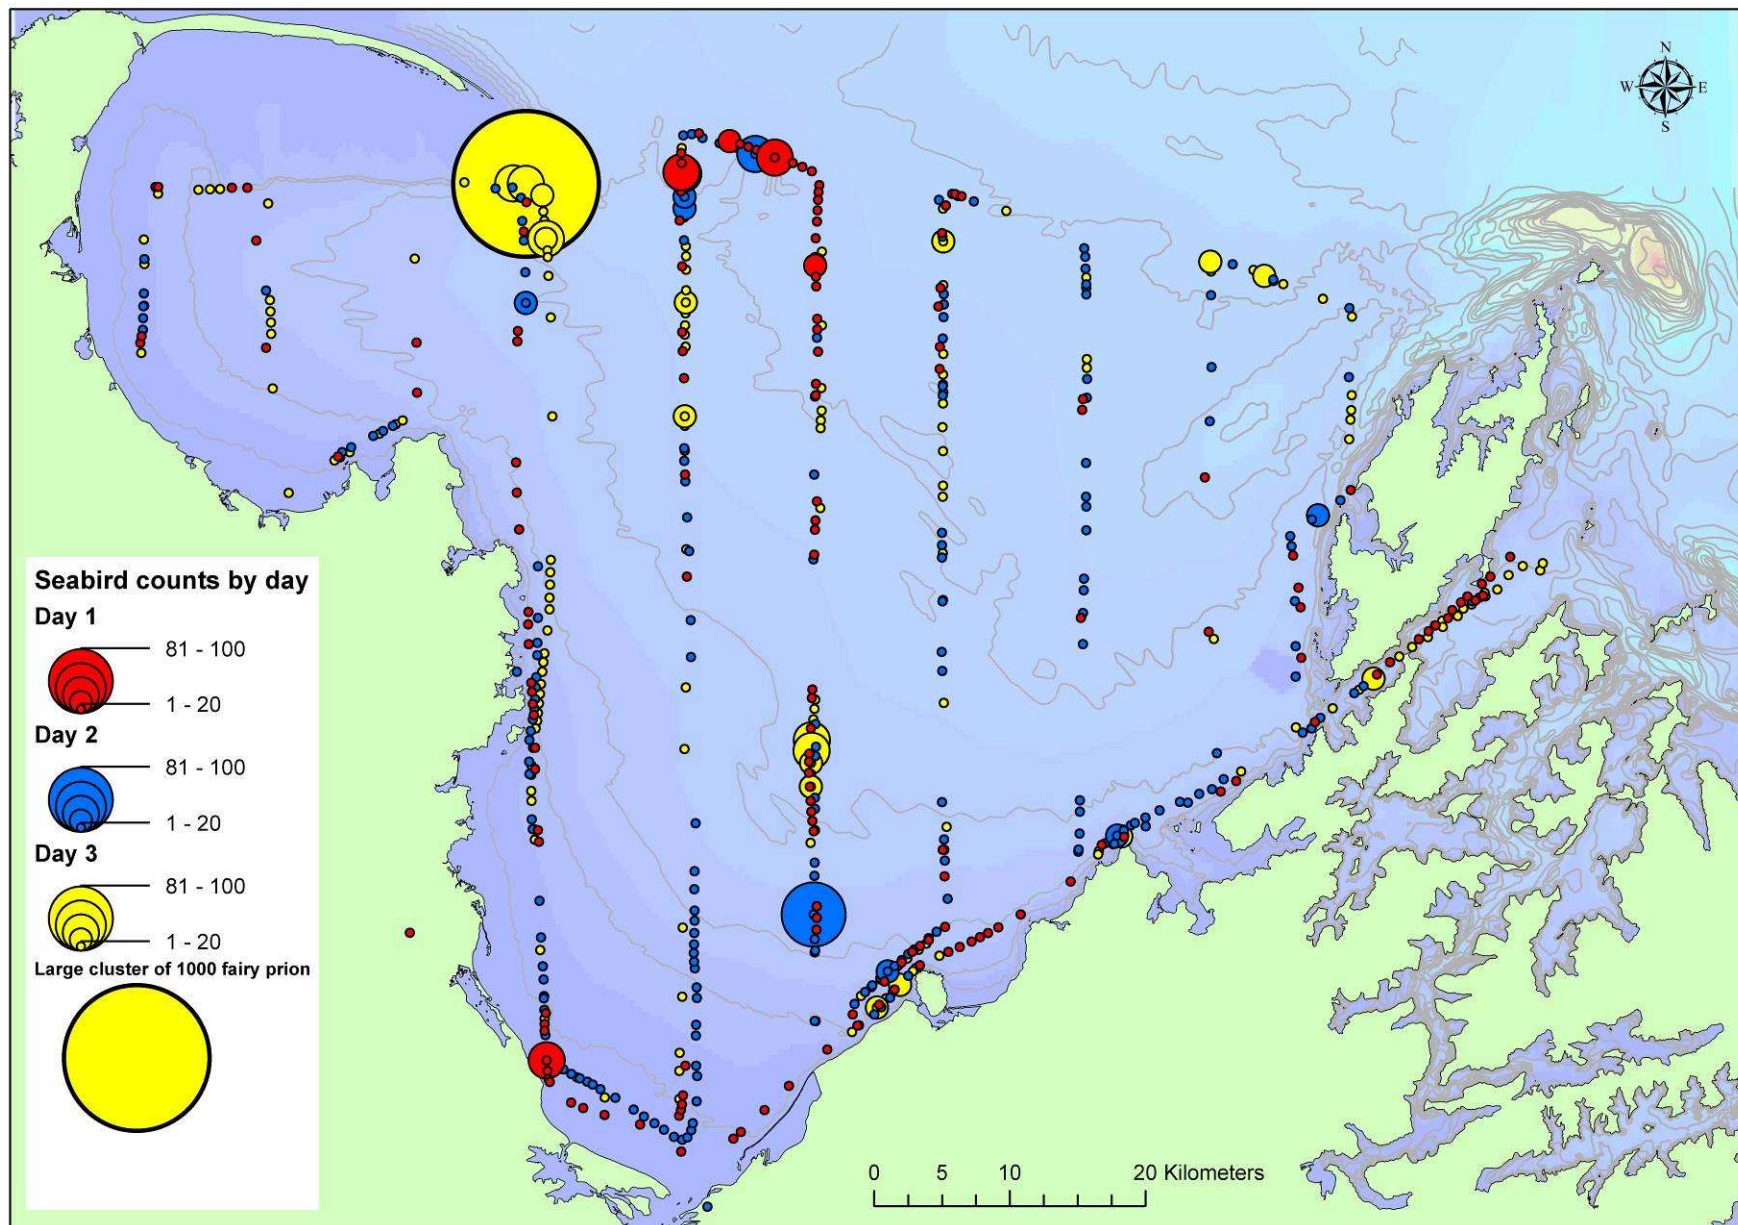 N
W E
S
Seabird counts by day
Day 1
81 - 100
1 - 20
Day 2
81 - 100
1 - 20
Day 3
81 - 100
1 - 20
Large cluster of 1000 fairy prion
0 5 10 20 Kilometers